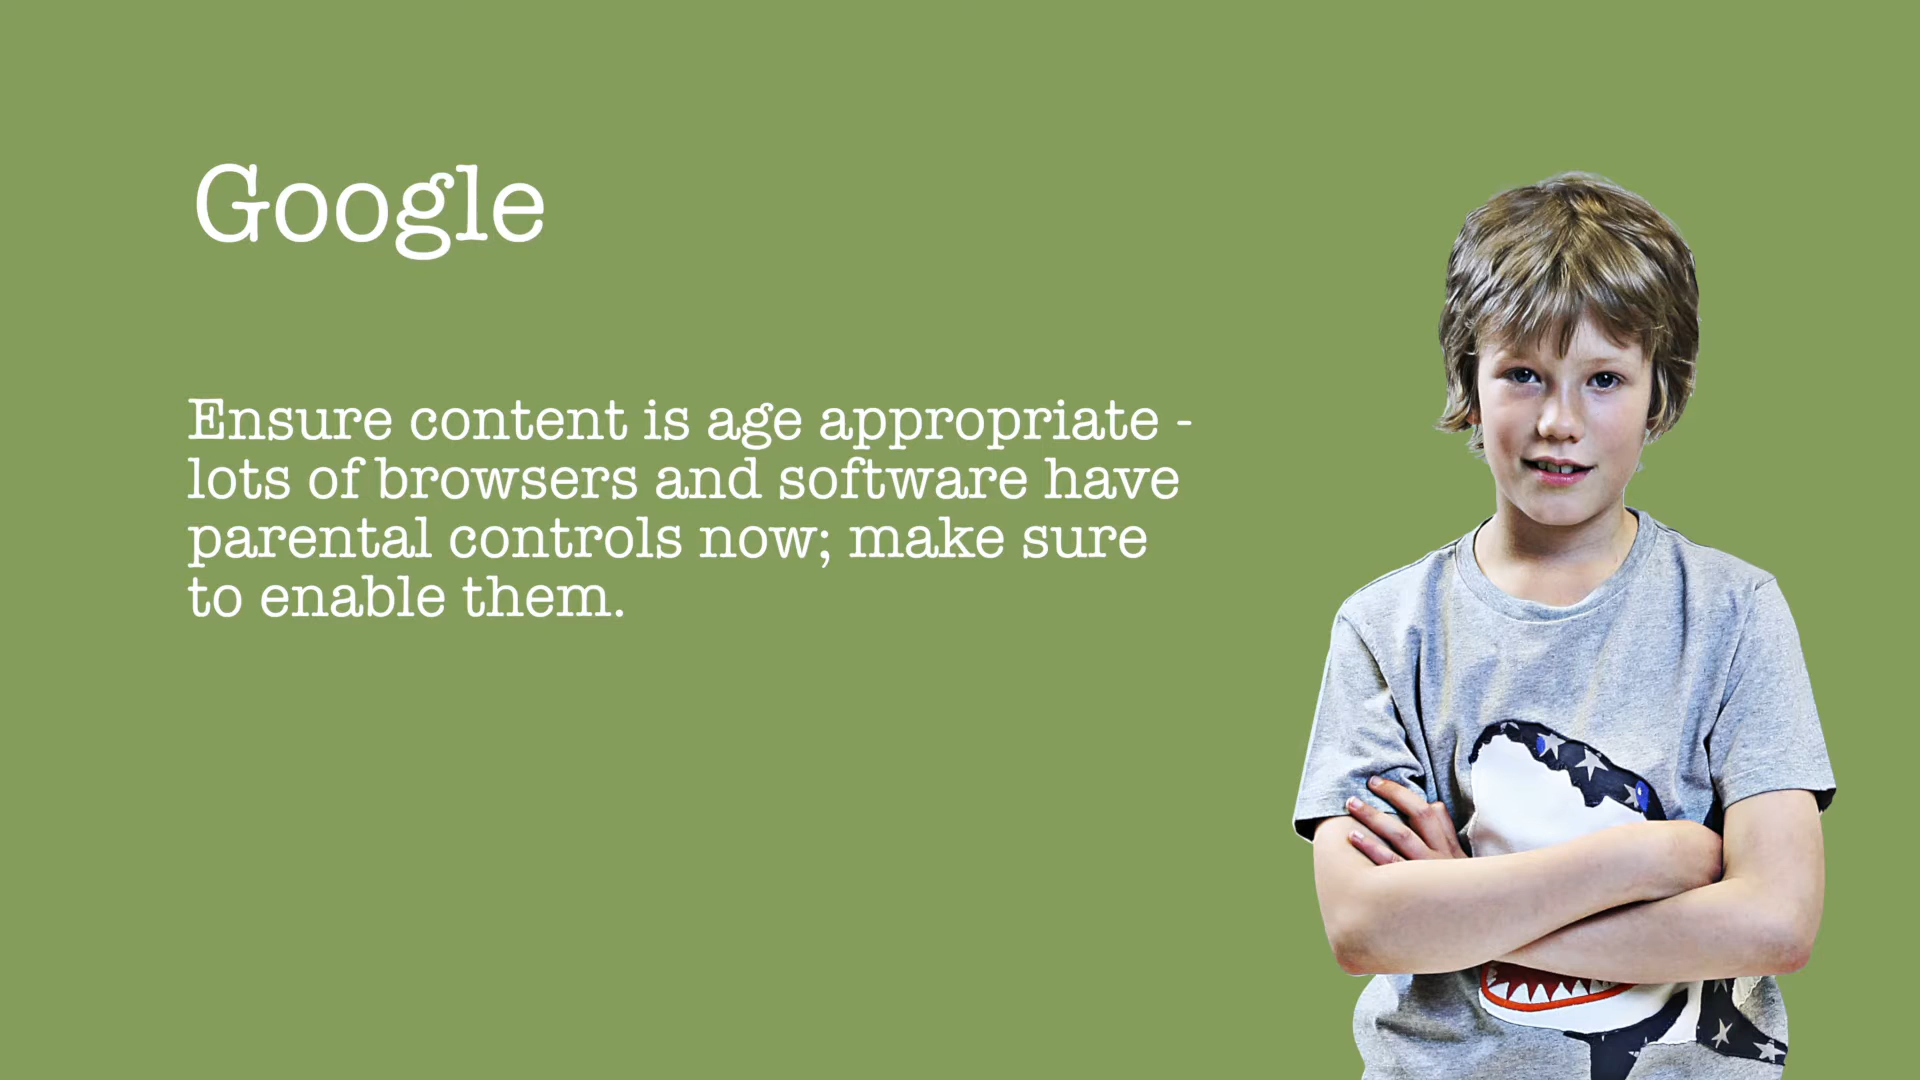 Google
Ensure content is age appropriate -
lots of browsers and software have
parental controls now; make sure
to enable them.